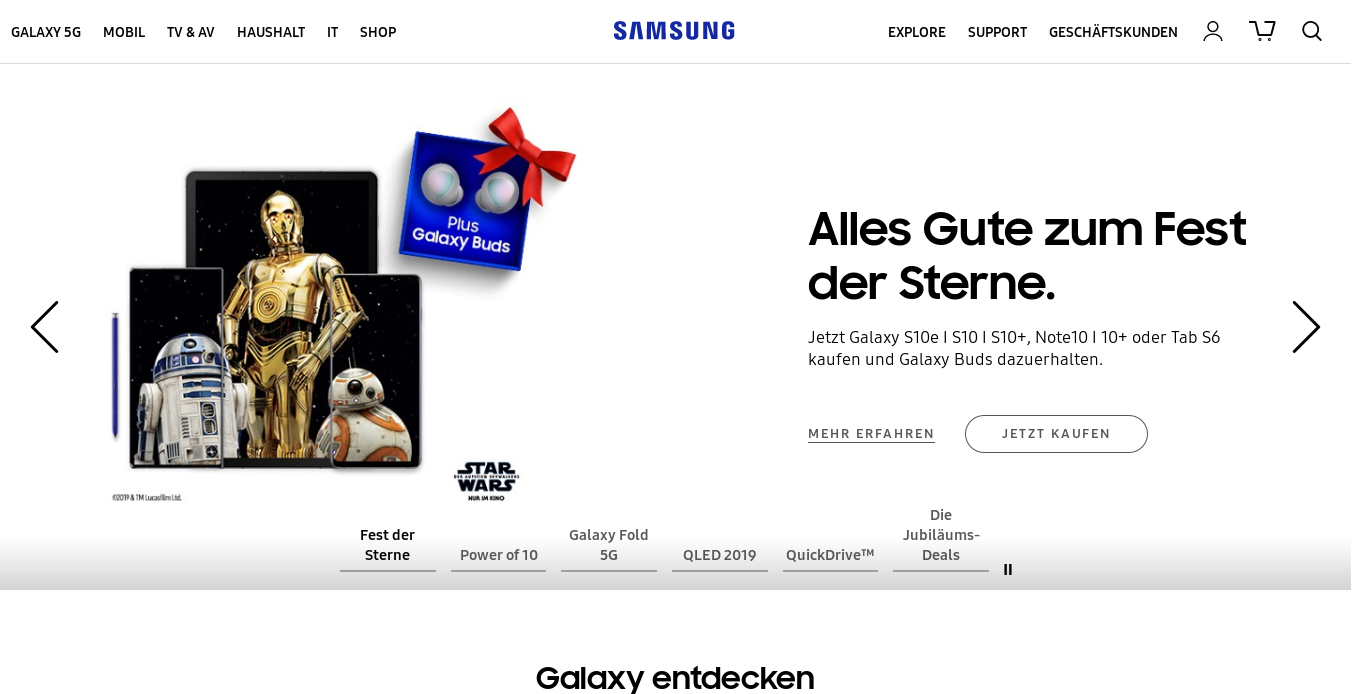 GALAXY 5G MOBIL TV & AV HAUSHALT IT SHOP SAMSUNG EXPLORE SUPPORT GESCHÄFTSKUNDEN
Plus
Galaxy Buds
Alles Gute zum Fest
der Sterne.
Jetzt Galaxy S10e I S10 I S10+, Note10 I 10+ oder Tab S6
kaufen und Galaxy Buds dazuerhalten.
MEHR ERFAHREN JETZT KAUFEN
STAR
DER AUFSTIEG SKYWALKERS
WARS
NUR IM KINO
©2019 & TM Lucasfilm Ltd.
Fest der
Sterne
Power of 10
Galaxy Fold
5G
QLED 2019
QuickDrive™
Die
Jubiläums-
Deals
Galaxy entdecken